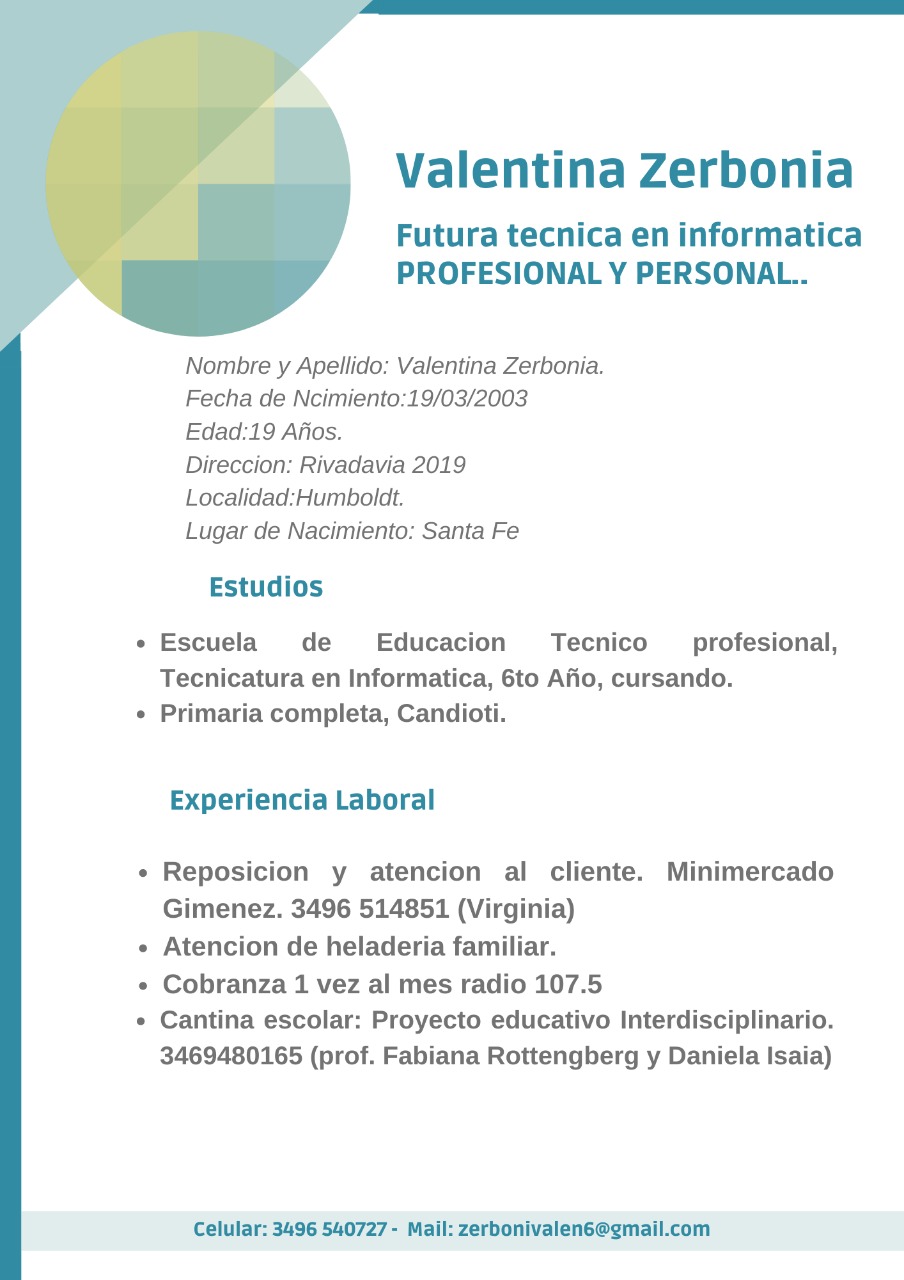 Valentina Zerbonia
Futura tecnica en informatica
PROFESIONAL Y PERSONAL..
Nombre y Apellido: Valentina Zerbonia.
Fecha de Ncimiento:19/03/2003
Edad:19 Años.
Direccion: Rivadavia 2019
Localidad:Humboldt.
Lugar de Nacimiento: Santa Fe
Estudios
• Escuela de Educacion Tecnico profesional,
Tecnicatura en Informatica, 6to Año, cursando.
• Primaria completa, Candioti.
Experiencia Laboral
• Reposicion y atencion al cliente. Minimercado
Gimenez. 3496 514851 (Virginia)
• Atencion de heladeria familiar.
• Cobranza 1 vez al mes radio 107.5
• Cantina escolar: Proyecto educativo Interdisciplinario.
3469480165 (prof. Fabiana Rottengberg y Daniela Isaia)
Celular: 3496 540727 - Mail: zerbonivalen6@gmail.com